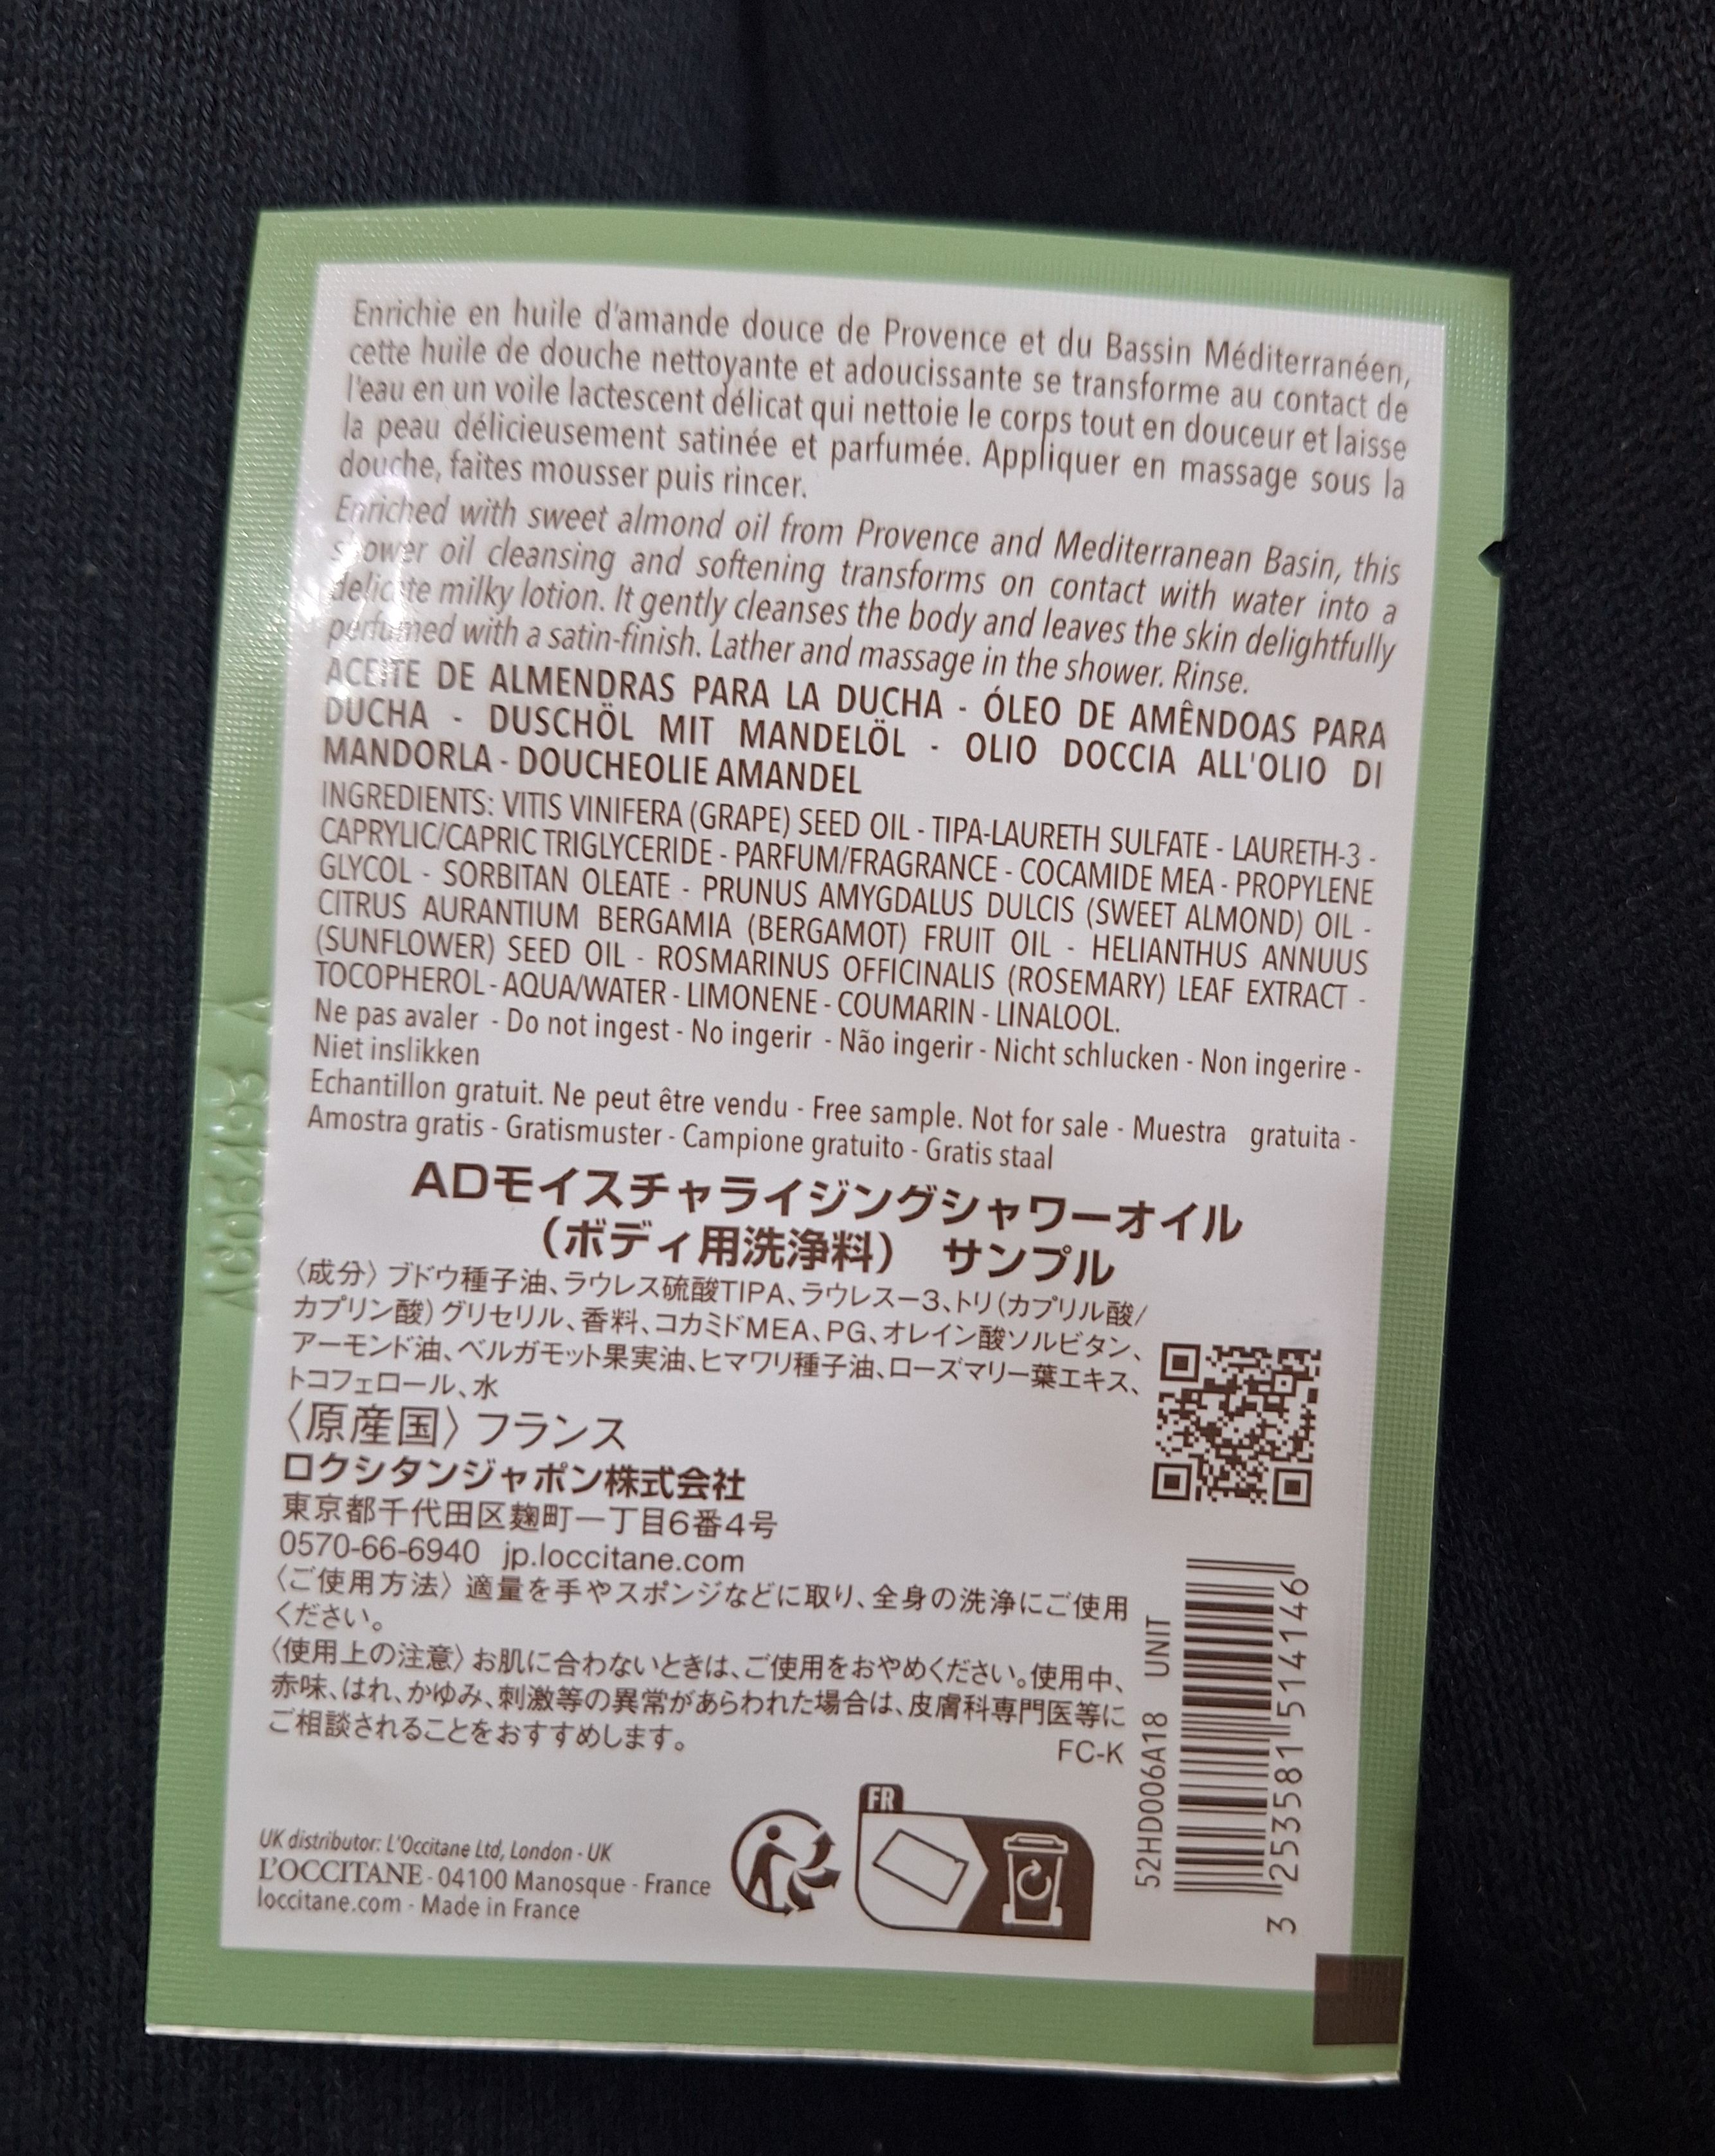 Enrichie en huile d'amande douce de Provence et du Bassin Méditerranéen,
cette huile de douche nettoyante et adoucissante se transforme au contact de
l'eau en un voile lactescent délicat qui nettoie le corps tout en douceur et laisse
la peau délicieusement satinée et parfumée. Appliquer en massage sous la
douche, faites mousser puis rincer.
Enriched with sweet almond oil from Provence and Mediterranean Basin, this
shower oil cleansing and softening transforms on contact with water into a
delicate milky lotion. It gently cleanses the body and leaves the skin delightfully
perfumed with a satin-finish. Lather and massage in the shower. Rinse.
ACEITE DE ALMENDRAS PARA LA DUCHA - ÓLEO DE AMÊNDOAS PARA
DUCHA - DUSCHÖL MIT MANDELÖL - OLIO DOCCIA ALL'OLIO DI
MANDORLA - DOUCHEOLIE AMANDEL
INGREDIENTS: VITIS VINIFERA (GRAPE) SEED OIL - TIPA-LAURETH SULFATE - LAURETH-3 -
CAPRYLIC/CAPRIC TRIGLYCERIDE - PARFUM/FRAGRANCE - COCAMIDE MEA - PROPYLENE
GLYCOL - SORBITAN OLEATE - PRUNUS AMYGDALUS DULCIS (SWEET ALMOND) OIL -
CITRUS AURANTIUM BERGAMIA (BERGAMOT) FRUIT OIL - HELIANTHUS ANNUUS
(SUNFLOWER) SEED OIL - ROSMARINUS OFFICINALIS (ROSEMARY) LEAF EXTRACT -
TOCOPHEROL - AQUA/WATER - LIMONENE - COUMARIN - LINALOOL.
Ne pas avaler - Do not ingest - No ingerir - Não ingerir - Nicht schlucken - Non ingerire -
Niet inslikken
Echantillon gratuit. Ne peut être vendu - Free sample. Not for sale - Muestra gratuita -
Amostra gratis - Gratismuster - Campione gratuito - Gratis staal
ADモイスチャライジングシャワーオイル
（ボディ用洗浄料） サンプル
〈成分〉ブドウ種子油、ラウレス硫酸TIPA、ラウレスー3、トリ（カプリル酸/
カプリン酸）グリセリル、香料、コカミドMEA、PG、オレイン酸ソルビタン、
アーモンド油、ベルガモット果実油、ヒマワリ種子油、ローズマリー葉エキス、
トコフェロール、水
〈原産国〉フランス
ロクシタンジャポン株式会社
東京都千代田区麹町一丁目6番4号
0570-66-6940 jp.loccitane.com
〈ご使用方法〉適量を手やスポンジなどに取り、全身の洗浄にご使用
ください。
〈使用上の注意〉お肌に合わないときは、ご使用をおやめください。使用中、
赤味、はれ、かゆみ、刺激等の異常があらわれた場合は、皮膚科専門医等に
ご相談されることをおすすめします。
FC-K
52HD006A18 UNIT
3 253581 514146
FR
UK distributor: L'Occitane Ltd, London - UK
L'OCCITANE - 04100 Manosque - France
loccitane.com - Made in France